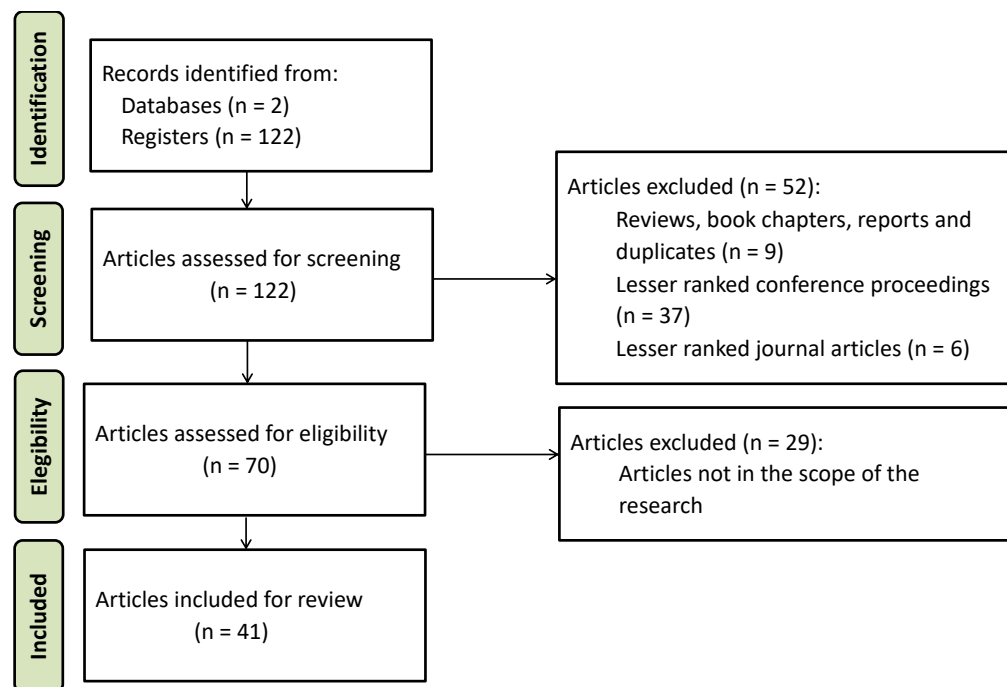 Identification
Records identified from:
Databases (n = 2)
Registers (n = 122)
Screening
Articles assessed for screening
(n = 122)
Articles excluded (n = 52):
Reviews, book chapters, reports and
duplicates (n = 9)
Lesser ranked conference proceedings
(n = 37)
Lesser ranked journal articles (n = 6)
Elegibility
Articles assessed for eligibility
(n = 70)
Articles excluded (n = 29):
Articles not in the scope of the
research
Included
Articles included for review
(n = 41)